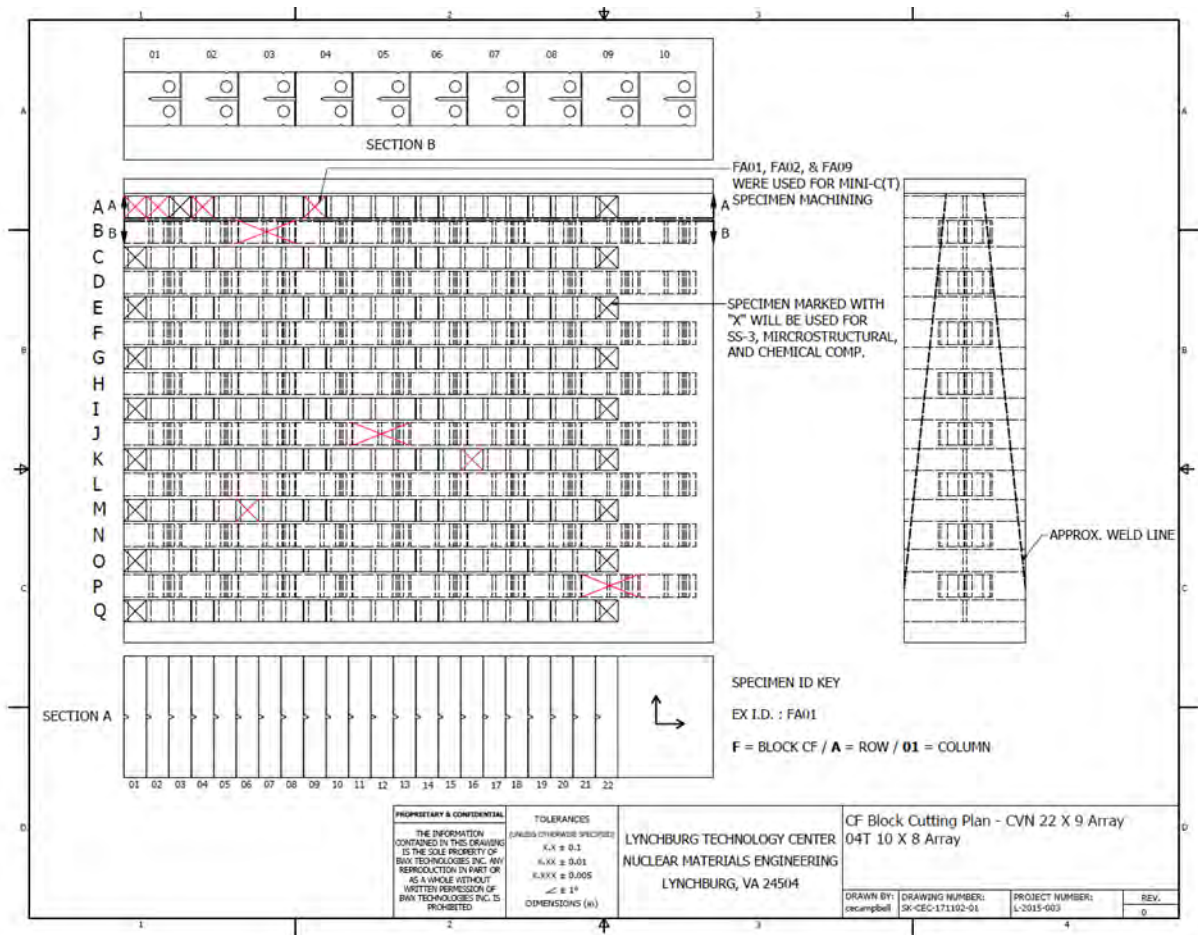 1 2 3 4
A
B
C
D
01 02 03 04 05 06 07 08 09 10
SECTION B
FA01, FA02, & FA09
WERE USED FOR MINI-C(T)
SPECIMEN MACHINING
A A A
B B B
C
D
E
F
G
H
I
J
K
L
M
N
O
P
Q
SPECIMEN MARKED WITH
"X" WILL BE USED FOR
SS-3, MIRCROSTRUCTURAL,
AND CHEMICAL COMP.
APPROX. WELD LINE
SECTION A
01 02 03 04 05 06 07 08 09 10 11 12 13 14 15 16 17 18 19 20 21 22
SPECIMEN ID KEY
EX I.D. : FA01
F = BLOCK CF / A = ROW / 01 = COLUMN
PROPRIETARY & CONFIDENTIAL
THE INFORMATION
CONTAINED IN THIS DRAWING
IS THE SOLE PROPERTY OF
BWX TECHNOLOGIES INC. ANY
REPRODUCTION IN PART OR
AS A WHOLE WITHOUT
WRITTEN PERMISSION OF
BWX TECHNOLOGIES INC. IS
PROHIBITED
TOLERANCES
(UNLESS OTHERWISE SPECIFIED)
X.X ± 0.1
X.XX ± 0.01
X.XXX ± 0.005
∠ ± 1°
DIMENSIONS (in)
LYNCHBURG TECHNOLOGY CENTER
NUCLEAR MATERIALS ENGINEERING
LYNCHBURG, VA 24504
CF Block Cutting Plan - CVN 22 X 9 Array
04T 10 X 8 Array
DRAWN BY:
cecampbell
DRAWING NUMBER:
SK-CEC-171102-01
PROJECT NUMBER:
L-2015-003
REV.
0
A
B
C
D
1 2 3 4